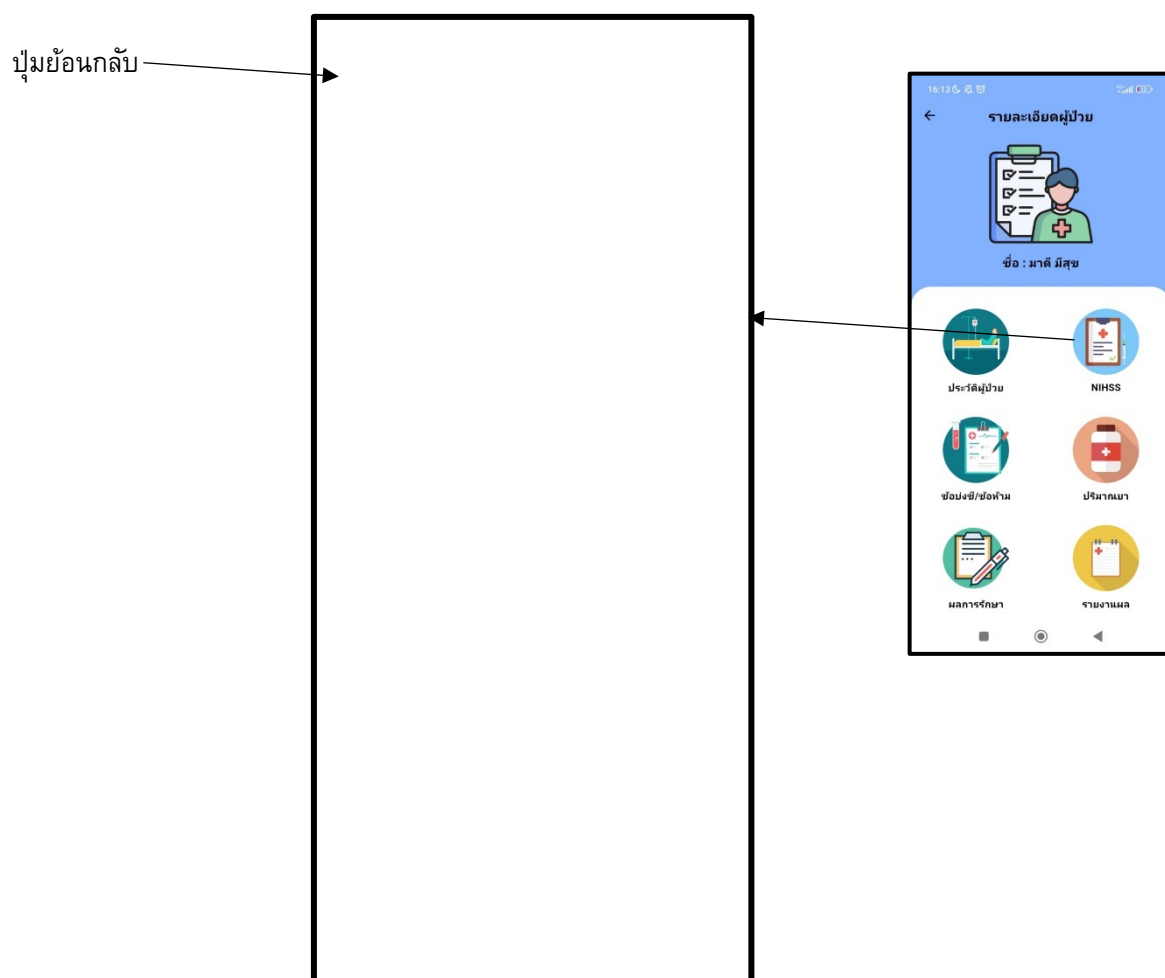 ปุ่มย้อนกลับ
16:13
รายละเอียดผู้ป่วย
ชื่อ : มาดี มีสุข
ประวัติผู้ป่วย
NIHSS
ข้อบ่งชี้/ข้อห้าม
ปริมาณยา
ผลการรักษา
รายงานผล